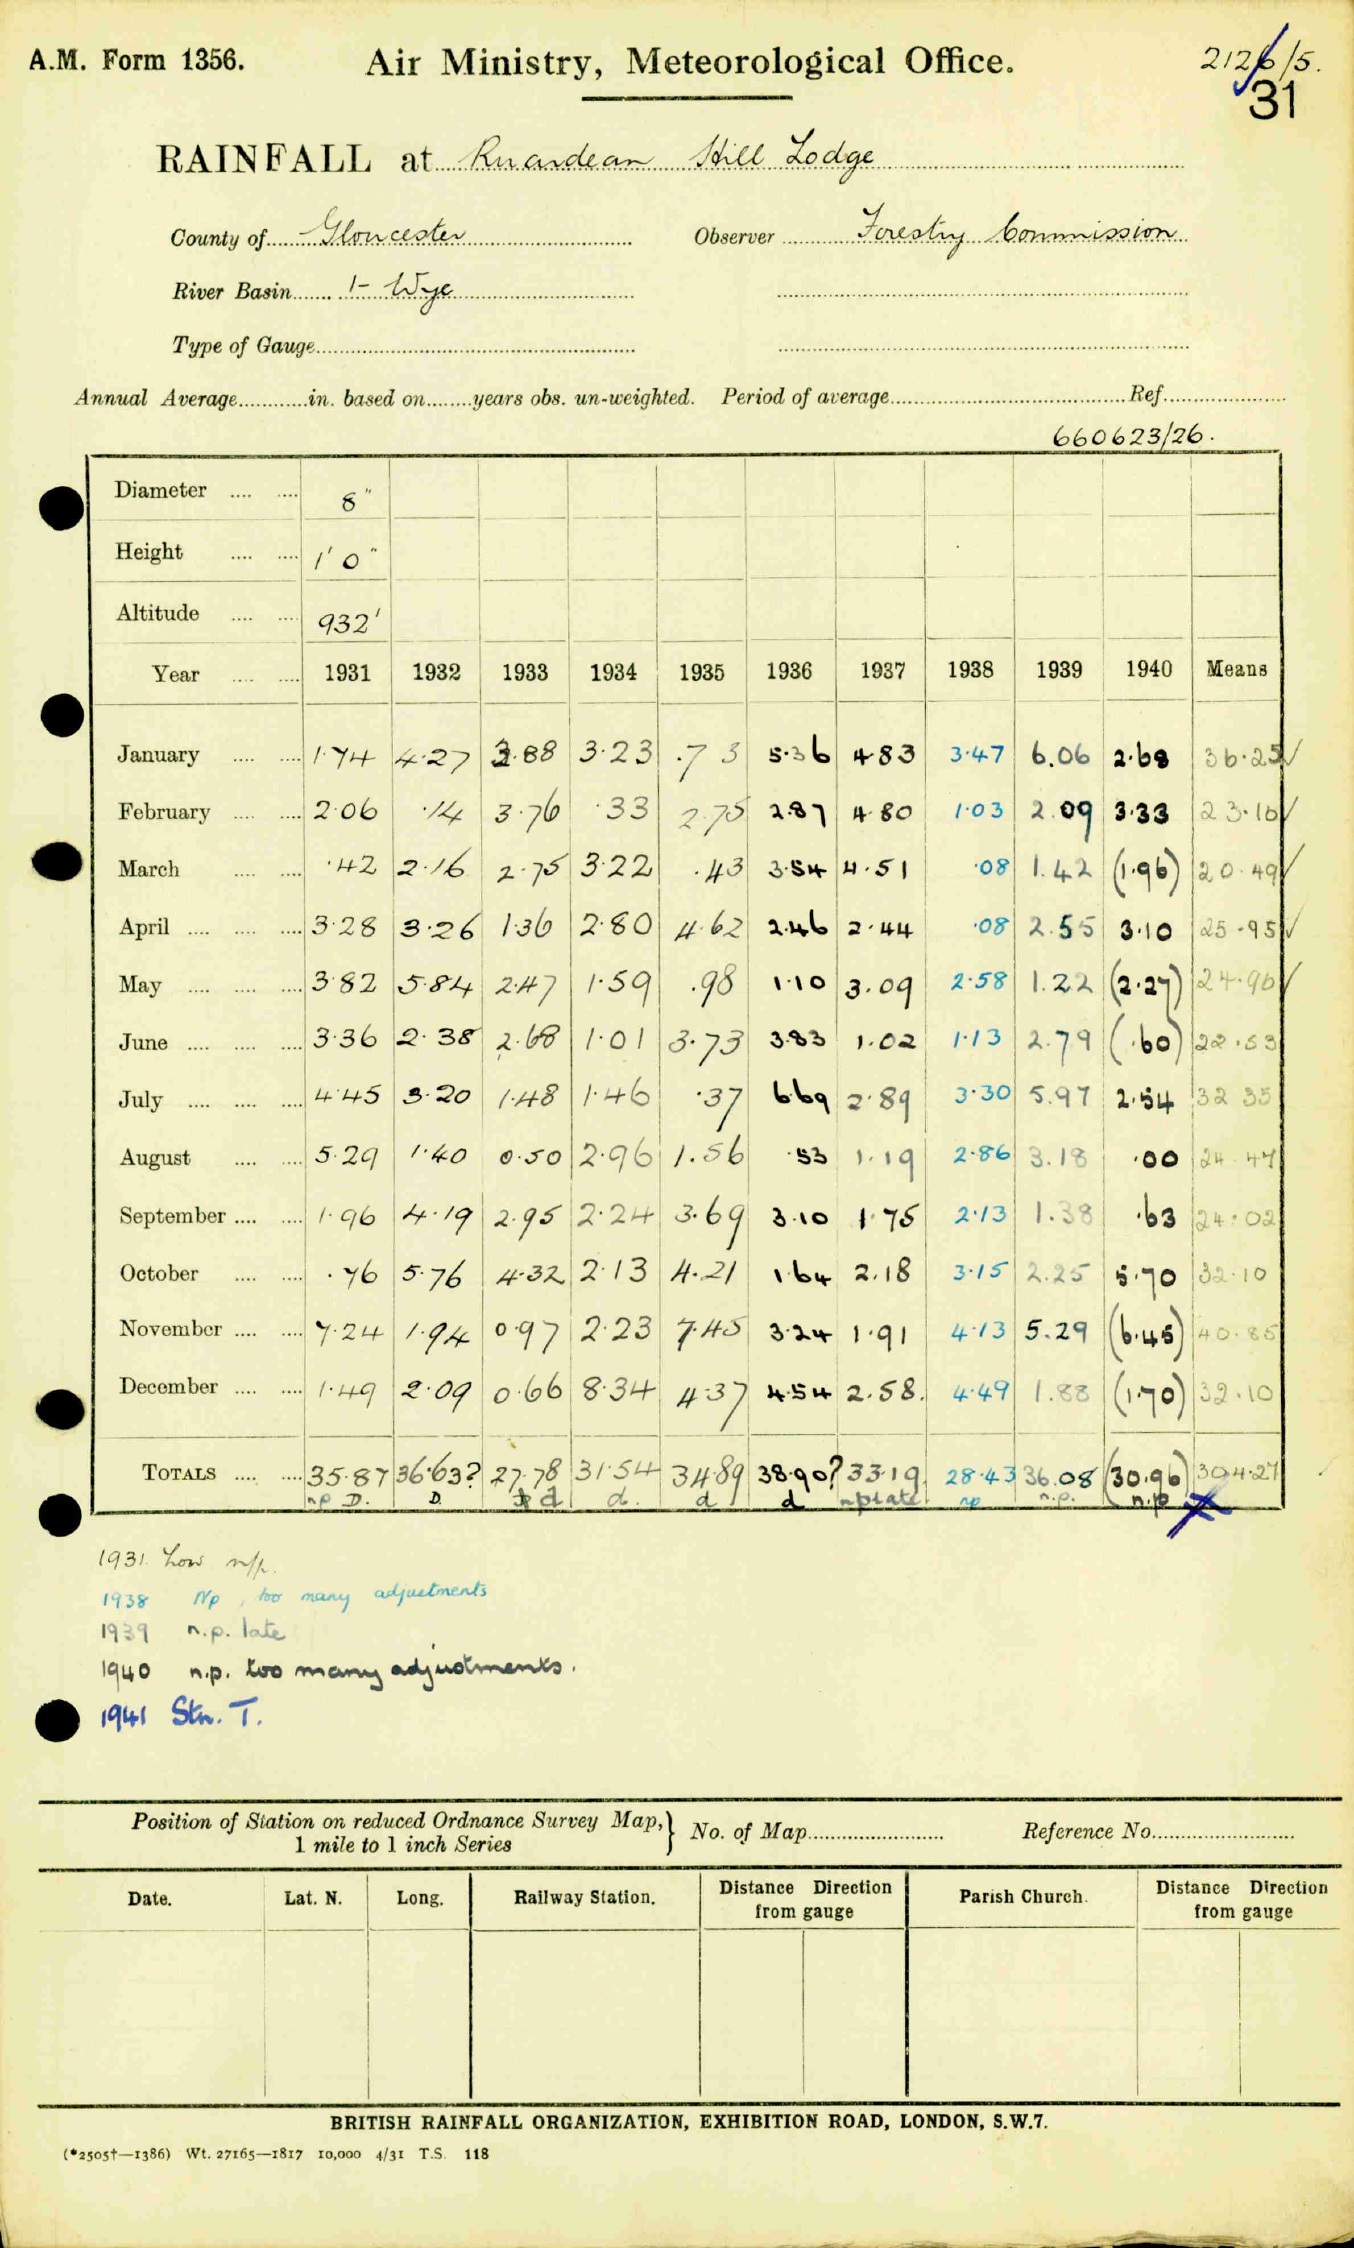 A.M. Form 1356. Air Ministry, Meteorological Office. 2126/5.
31
RAINFALL at Ruardean Hill Lodge
County of Gloucester Observer Forestry Commission
River Basin 1- Wye
Type of Gauge
Annual Average in. based on years obs. un-weighted. Period of average Ref.
660623/26.
Diameter 8"
Height 1' 0"
Altitude 932'
Year 1931 1932 1933 1934 1935 1936 1937 1938 1939 1940 Means
January 1.74 4.27 3.88 3.23 .73 5.36 4.83 3.47 6.06 2.68 36.25 ✓
February 2.06 .14 3.76 .33 2.75 2.87 4.80 1.03 2.09 3.33 23.16 ✓
March .42 2.16 2.75 3.22 .43 3.54 4.51 .08 1.42 (1.96) 20.49 ✓
April 3.28 3.26 1.36 2.80 4.62 2.46 2.44 .08 2.55 3.10 25.95 ✓
May 3.82 5.84 2.47 1.59 .98 1.10 3.09 2.58 1.22 (2.27) 24.96 ✓
June 3.36 2.38 2.68 1.01 3.73 3.83 1.02 1.13 2.79 (.60) 22.53
July 4.45 3.20 1.48 1.46 .37 6.69 2.89 3.30 5.97 2.54 32 35
August 5.29 1.40 0.50 2.96 1.56 .53 1.19 2.86 3.18 .00 24.47
September 1.96 4.19 2.95 2.24 3.69 3.10 1.75 2.13 1.38 .63 24.02
October .76 5.76 4.32 2.13 4.21 1.64 2.18 3.15 2.25 5.70 32.10
November 7.24 1.94 0.97 2.23 7.45 3.24 1.91 4.13 5.29 (6.45) 40.85
December 1.49 2.09 0.66 8.34 4.37 4.54 2.58. 4.49 1.88 (1.70) 32.10
TOTALS 35.87 36.63? 27.78 31.54 34.89 38.90? 33.19 28.43 36.08 (30.96) 304.27
np D. D. d d. d d np late np n.p. n.p
1931. Low n/p.
1938 Np, too many adjustments
1939 n.p. late
1940 n.p. too many adjustments.
1941 Stn. T.
Position of Station on reduced Ordnance Survey Map, } No. of Map Reference No.
1 mile to 1 inch Series
Date. Lat. N. Long. Railway Station. Distance Direction Parish Church. Distance Direction
from gauge from gauge
BRITISH RAINFALL ORGANIZATION, EXHIBITION ROAD, LONDON, S.W.7.
(*2505†—1386) Wt. 27165—1817 10,000 4/31 T.S. 118